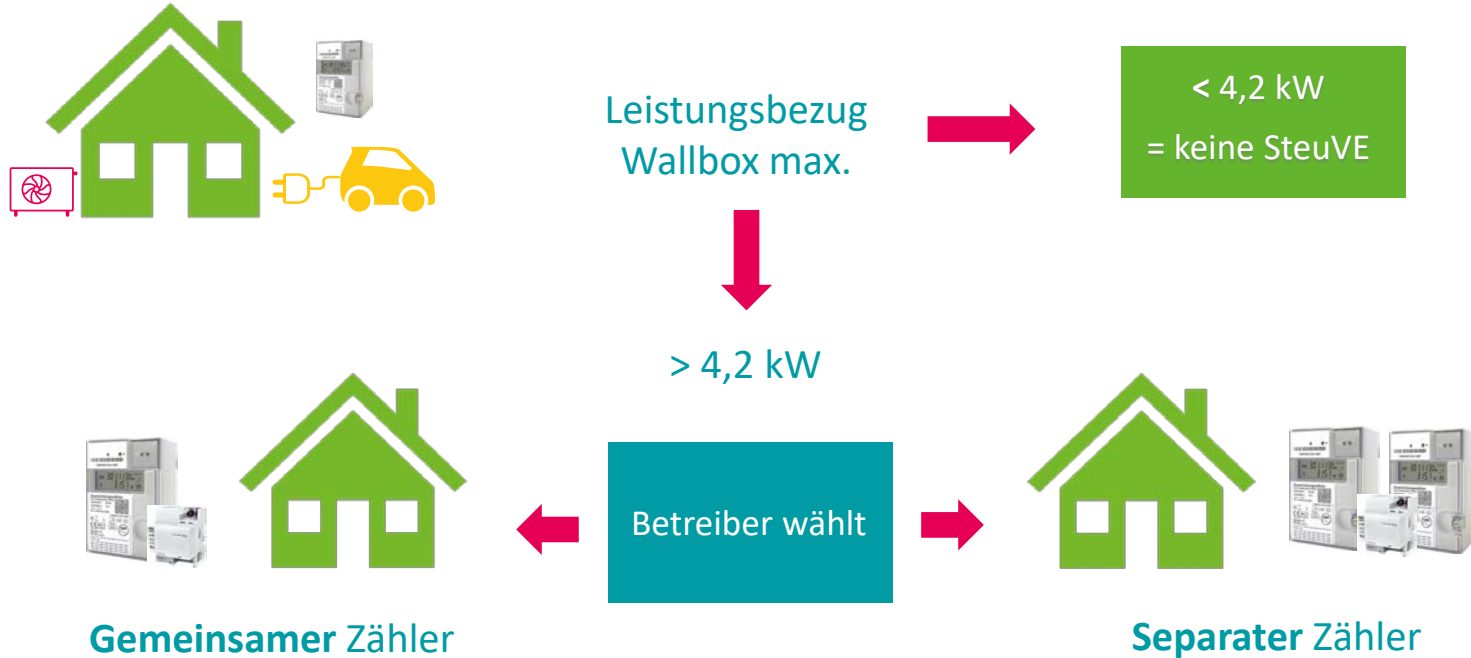 Leistungsbezug
Wallbox max.
< 4,2 kW
= keine SteuVE
> 4,2 kW
Betreiber wählt
Gemeinsamer Zähler
Separater Zähler